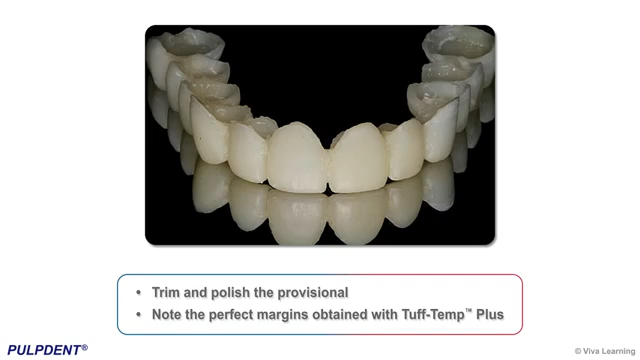 • Trim and polish the provisional
• Note the perfect margins obtained with Tuff-Temp™ Plus
PULPDENT®
© Viva Learning